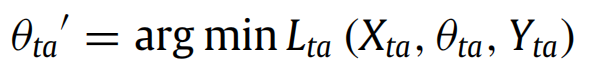 θta′ = arg min Lta (Xta, θta, Yta)